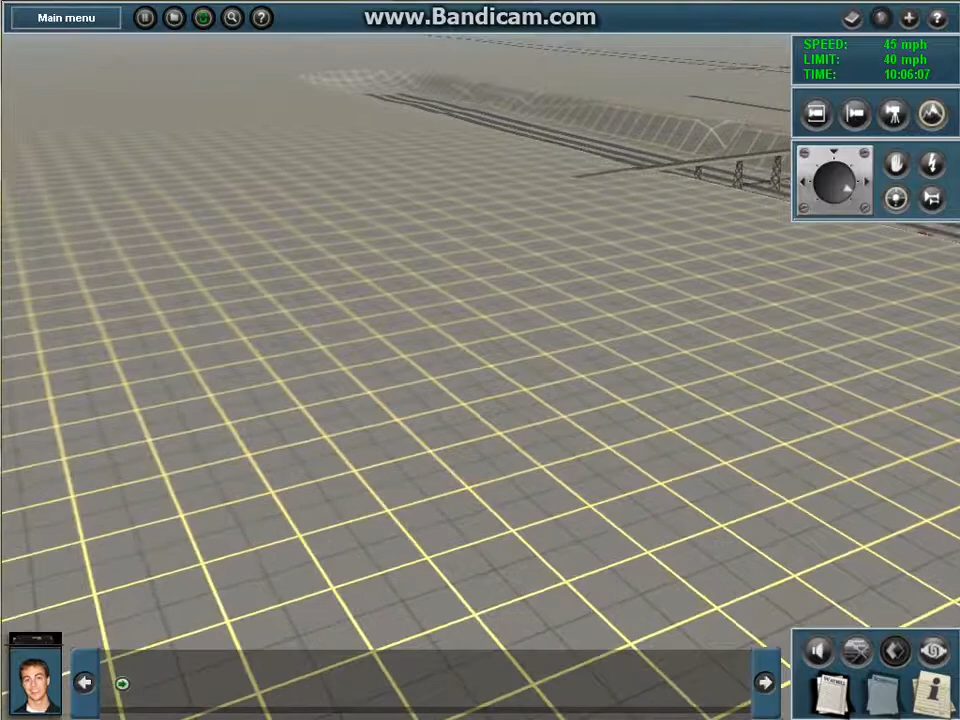 Main menu
www.Bandicam.com
SPEED: 45 mph
LIMIT: 40 mph
TIME: 10:06:07